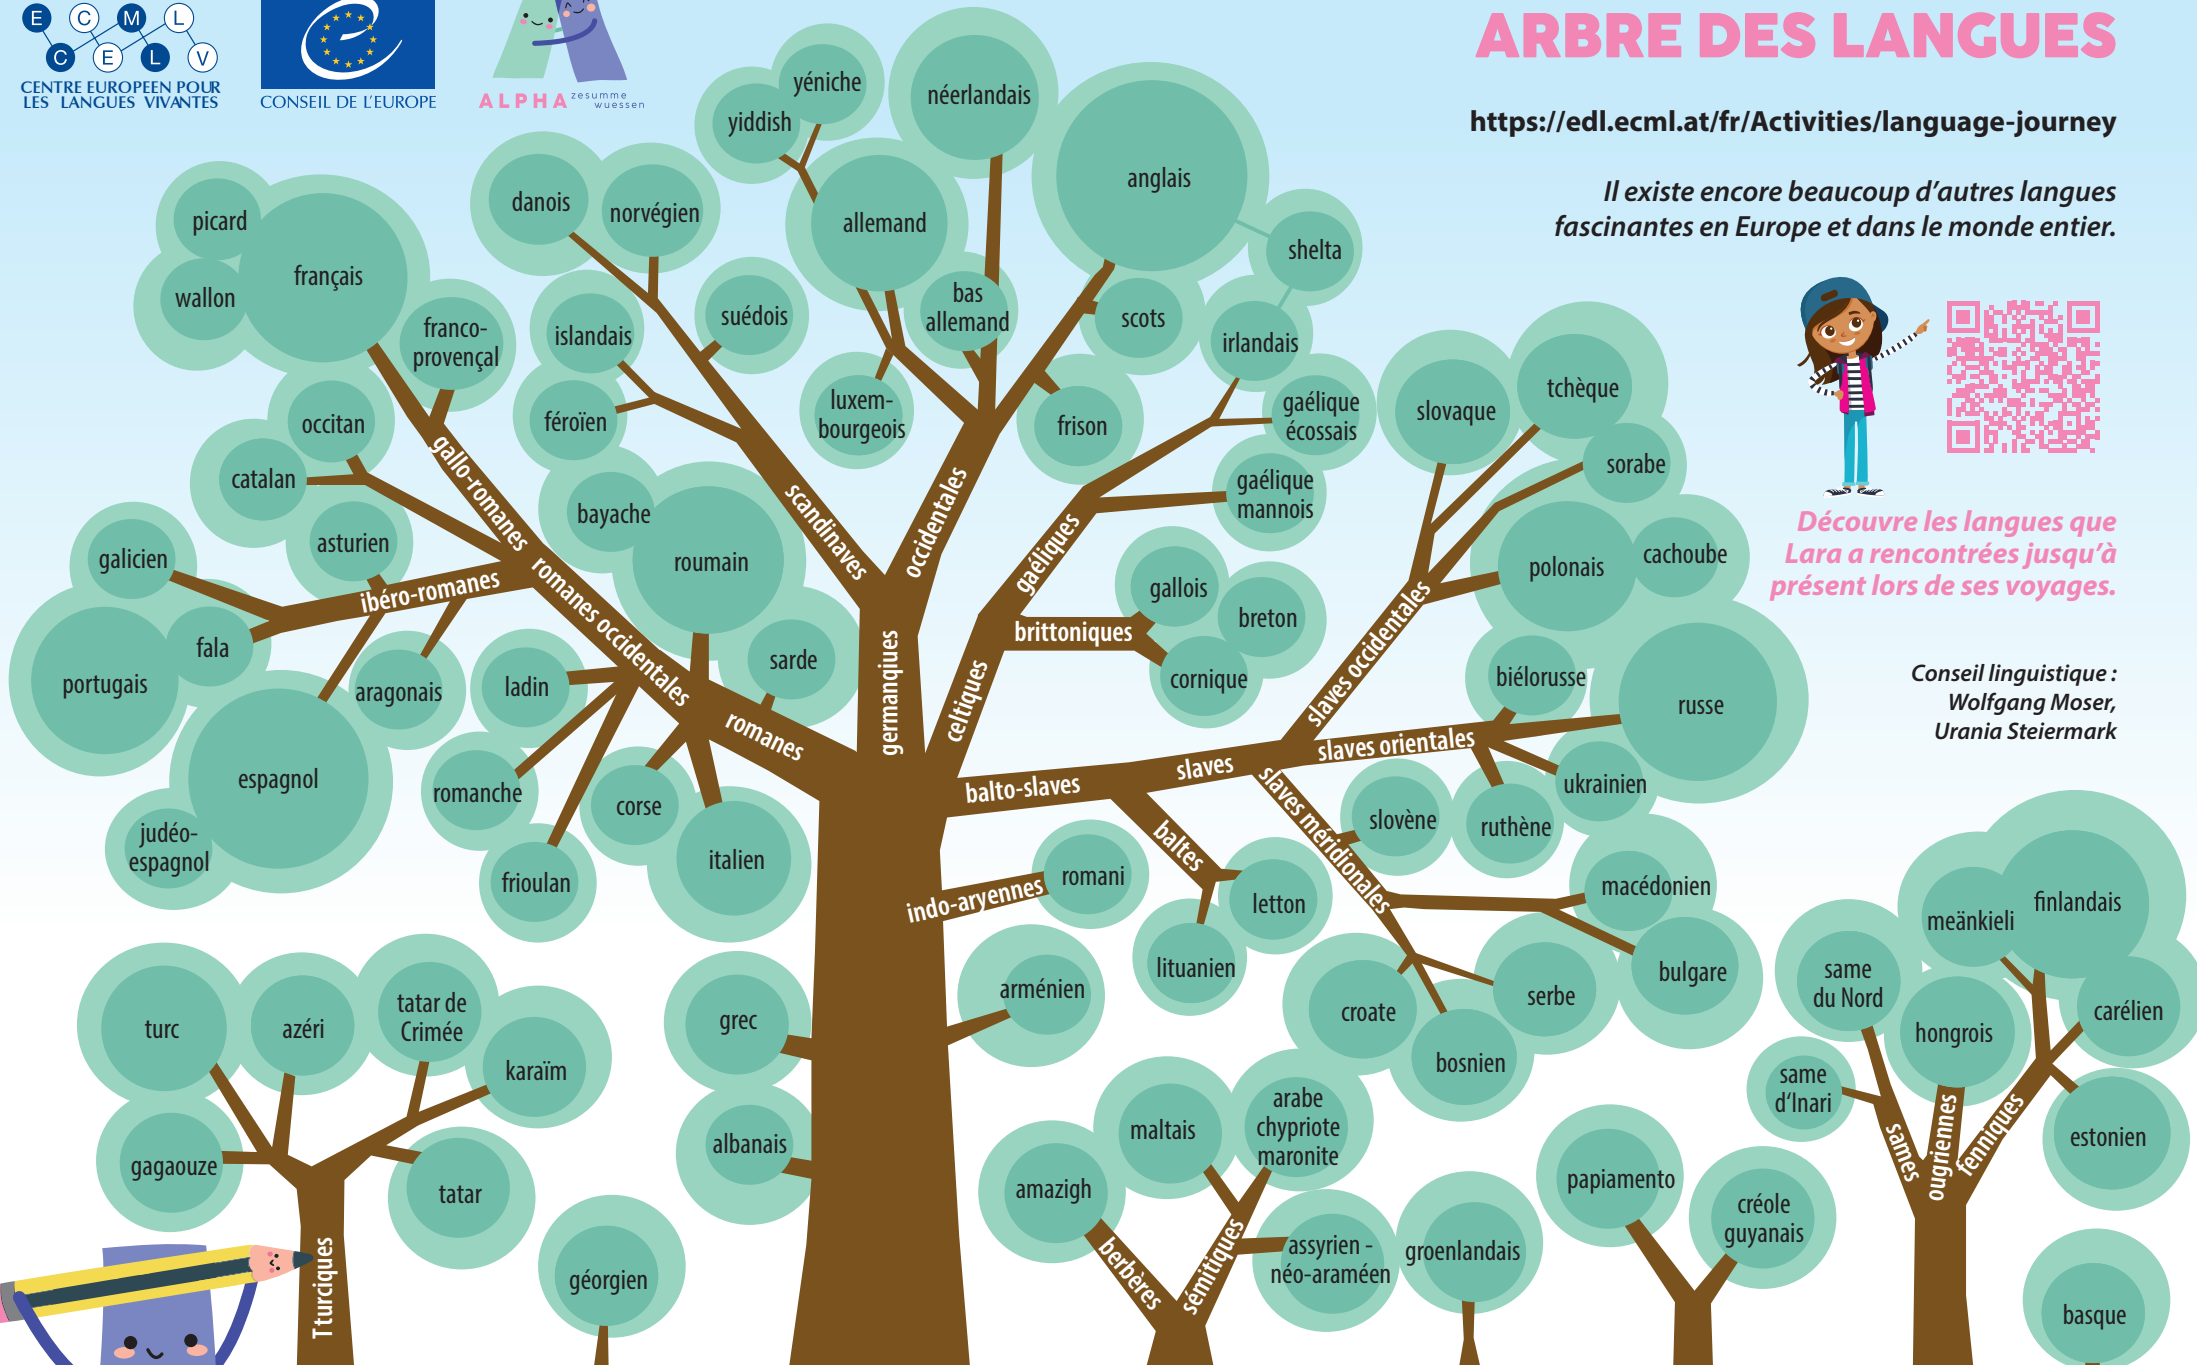 E C M L
C E L V
CENTRE EUROPEEN POUR
LES LANGUES VIVANTES
CONSEIL DE L'EUROPE
ALPHA zesumme
wuessen
ARBRE DES LANGUES
https://edl.ecml.at/fr/Activities/language-journey
Il existe encore beaucoup d'autres langues
fascinantes en Europe et dans le monde entier.
Découvre les langues que
Lara a rencontrées jusqu'à
présent lors de ses voyages.
Conseil linguistique :
Wolfgang Moser,
Urania Steiermark
picard
français
wallon
franco-
provençal
occitan
catalan
asturien
galicien
fala
portugais
aragonais
espagnol
judéo-
espagnol
gallo-romanes
ibéro-romanes
romanes occidentales
romanes
ladin
romanche
frioulan
corse
italien
sarde
roumain
bayache
danois
norvégien
islandais
féroïen
suédois
scandinaves
yéniche
yiddish
allemand
néerlandais
bas
allemand
luxem-
bourgeois
anglais
scots
frison
occidentales
germanqiues
shelta
irlandais
gaélique
écossais
gaélique
mannois
gaéliques
gallois
breton
cornique
brittoniques
celtiques
slovaque
tchèque
sorabe
polonais
cachoube
slaves occidentales
biélorusse
russe
ukrainien
ruthène
slaves orientales
slaves
balto-slaves
slaves méridionales
slovène
macédonien
bulgare
serbe
croate
bosnien
baltes
letton
lituanien
indo-aryennes
romani
arménien
grec
albanais
turc
azéri
tatar de
Crimée
karaïm
gagaouze
tatar
Tturciques
géorgien
amazigh
maltais
arabe
chypriote
maronite
assyrien -
néo-araméen
berbères
sémitiques
groenlandais
papiamento
créole
guyanais
same
du Nord
same
d‘Inari
hongrois
meänkieli
finlandais
carélien
estonien
sames
ougriennes
fenniques
basque